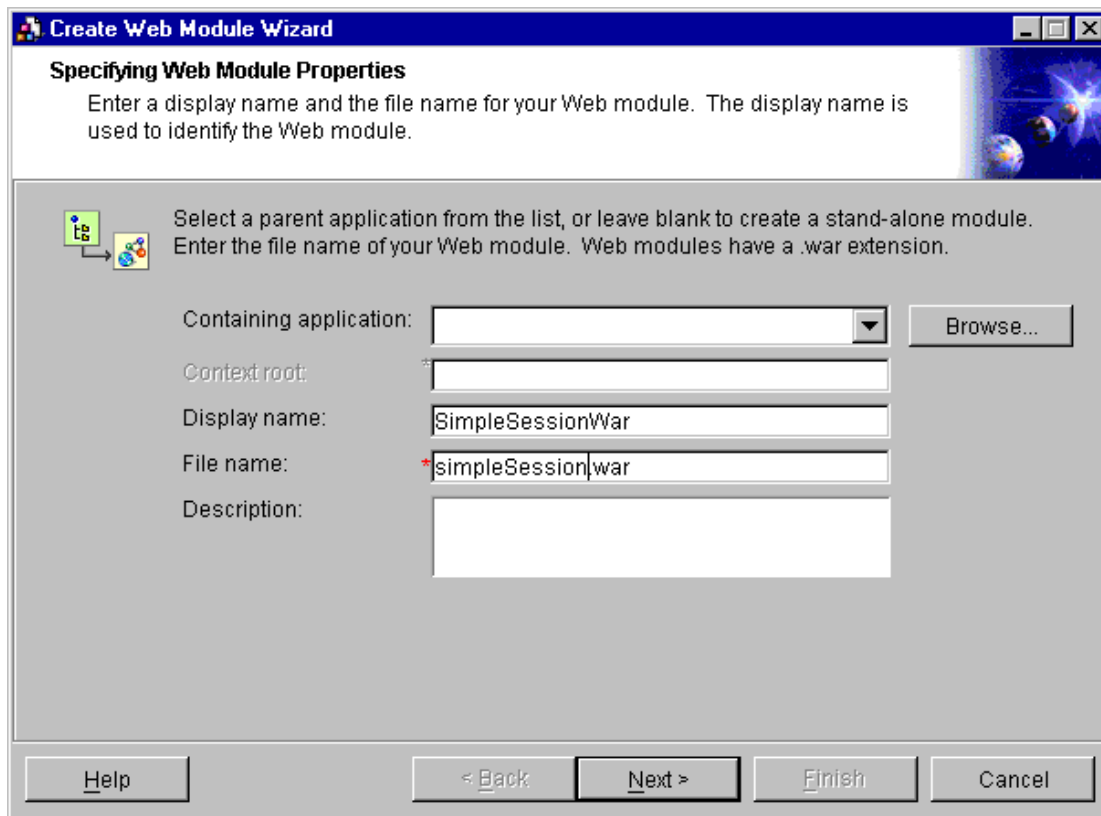 Create Web Module Wizard
Specifying Web Module Properties
Enter a display name and the file name for your Web module. The display name is
used to identify the Web module.
Select a parent application from the list, or leave blank to create a stand-alone module.
Enter the file name of your Web module. Web modules have a .war extension.
Containing application:
Browse...
Context root: *
Display name: SimpleSessionWar
File name: *simpleSession.war
Description:
Help < Back Next > Finish Cancel